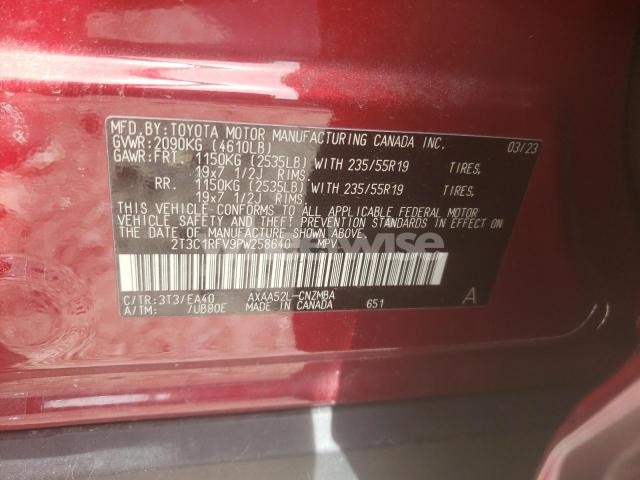 MFD.BY:TOYOTA MOTOR MANUFACTURING CANADA INC. 03/23
GVWR:2090KG (4610LB)
GAWR:FRT. 1150KG (2535LB) WITH 235/55R19 TIRES,
19x7 1/2J RIMS.
RR. 1150KG (2535LB) WITH 235/55R19 TIRES,
19x7 1/2J RIMS.
THIS VEHICLE CONFORMS TO ALL APPLICABLE FEDERAL MOTOR
VEHICLE SAFETY AND THEFT PREVENTION STANDARDS IN EFFECT
ON THE DATE OF MANUFACTURE SHOWN ABOVE.
2T3C1RFV9PW258640 MPV
C/TR:3T3/EA40 AXAA52L-CNZMBA A
A/TM: /UB80E MADE IN CANADA 651